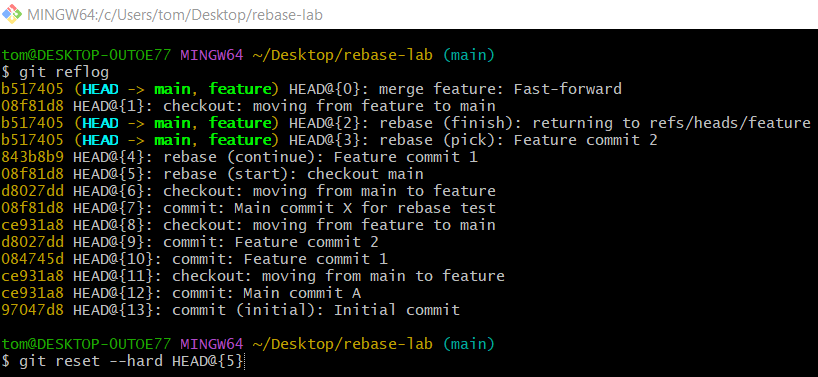 MINGW64:/c/Users/tom/Desktop/rebase-lab
tom@DESKTOP-OUTOE77 MINGW64 ~/Desktop/rebase-lab (main)
$ git reflog
b517405 (HEAD -> main, feature) HEAD@{0}: merge feature: Fast-forward
08f81d8 HEAD@{1}: checkout: moving from feature to main
b517405 (HEAD -> main, feature) HEAD@{2}: rebase (finish): returning to refs/heads/feature
b517405 (HEAD -> main, feature) HEAD@{3}: rebase (pick): Feature commit 2
843b8b9 HEAD@{4}: rebase (continue): Feature commit 1
08f81d8 HEAD@{5}: rebase (start): checkout main
d8027dd HEAD@{6}: checkout: moving from main to feature
08f81d8 HEAD@{7}: commit: Main commit X for rebase test
ce931a8 HEAD@{8}: checkout: moving from feature to main
d8027dd HEAD@{9}: commit: Feature commit 2
084745d HEAD@{10}: commit: Feature commit 1
ce931a8 HEAD@{11}: checkout: moving from main to feature
ce931a8 HEAD@{12}: commit: Main commit A
97047d8 HEAD@{13}: commit (initial): Initial commit
tom@DESKTOP-OUTOE77 MINGW64 ~/Desktop/rebase-lab (main)
$ git reset --hard HEAD@{5}